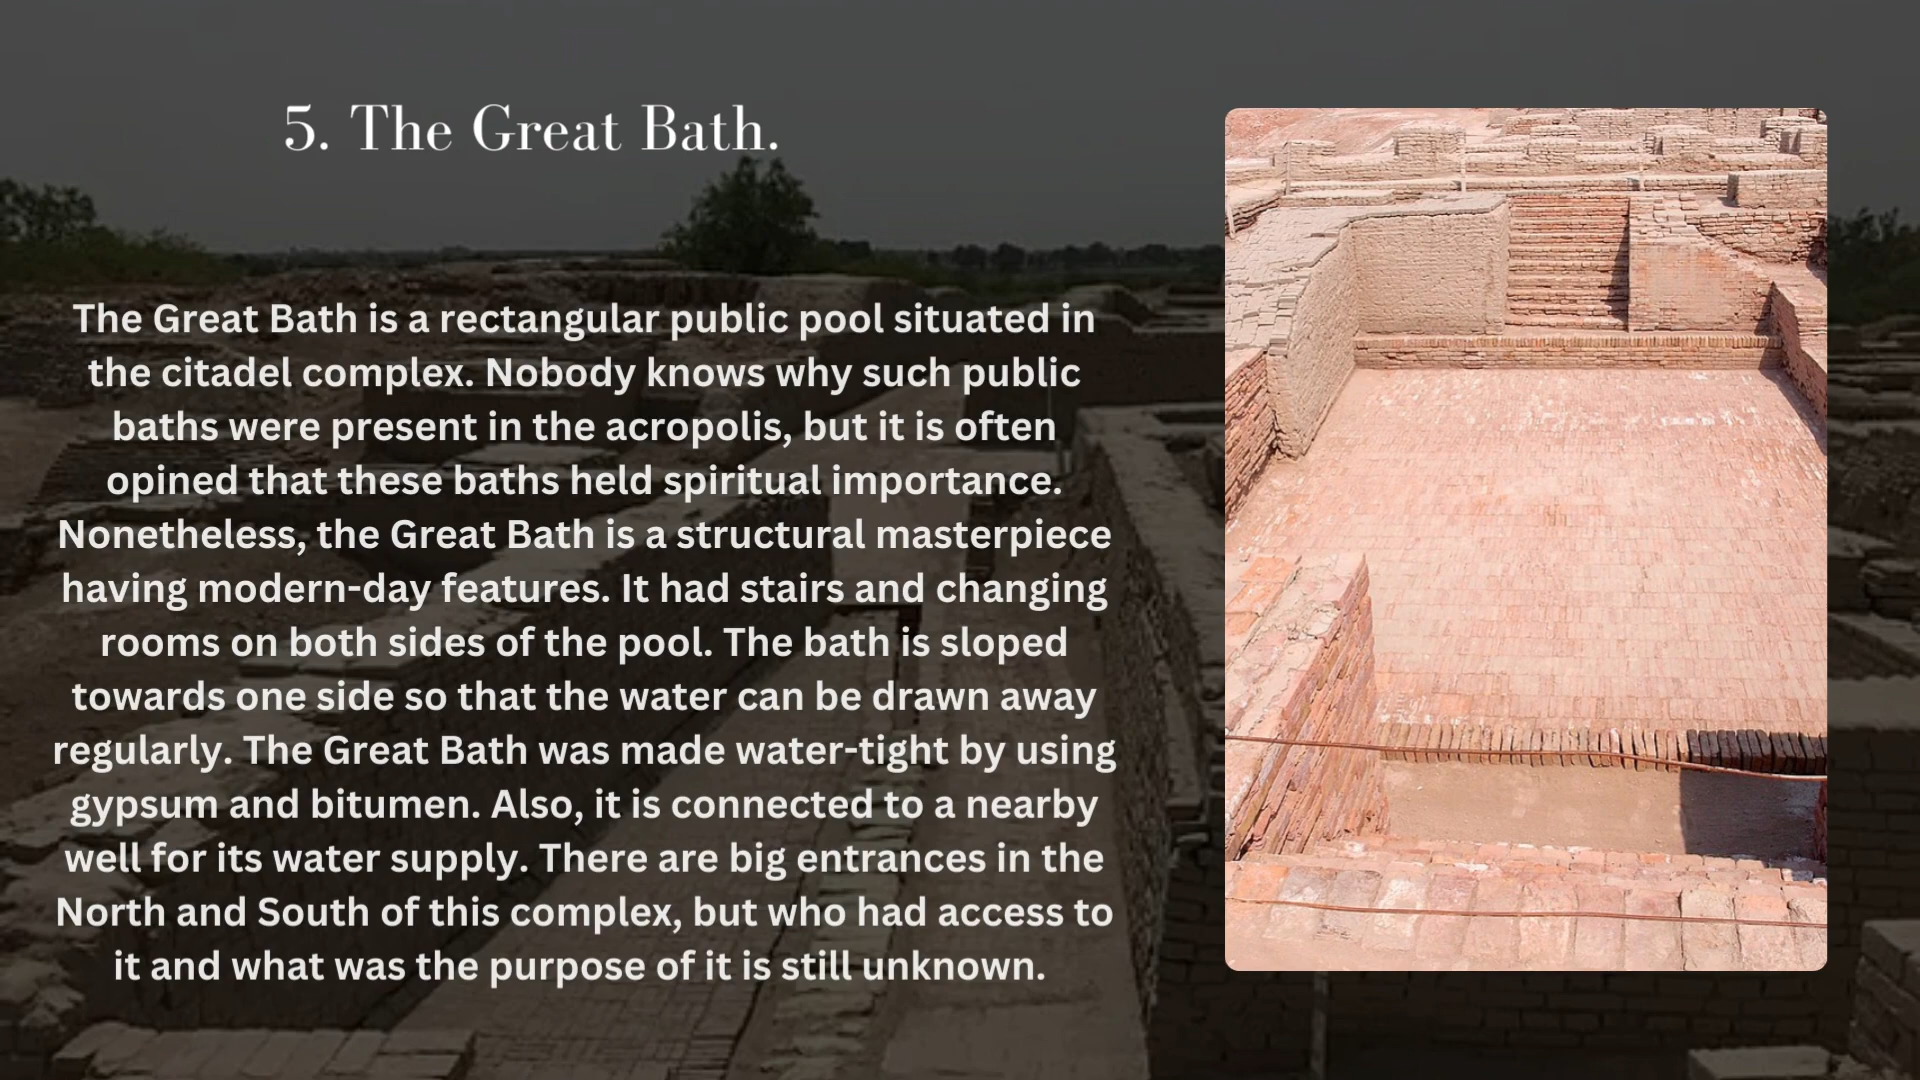 5. The Great Bath.
The Great Bath is a rectangular public pool situated in
the citadel complex. Nobody knows why such public
baths were present in the acropolis, but it is often
opined that these baths held spiritual importance.
Nonetheless, the Great Bath is a structural masterpiece
having modern-day features. It had stairs and changing
rooms on both sides of the pool. The bath is sloped
towards one side so that the water can be drawn away
regularly. The Great Bath was made water-tight by using
gypsum and bitumen. Also, it is connected to a nearby
well for its water supply. There are big entrances in the
North and South of this complex, but who had access to
it and what was the purpose of it is still unknown.